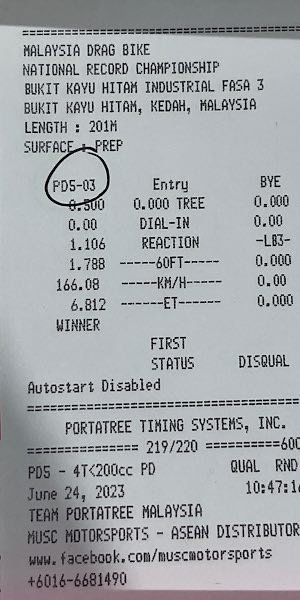 MALAYSIA DRAG BIKE
NATIONAL RECORD CHAMPIONSHIP
BUKIT KAYU HITAM INDUSTRIAL FASA 3
BUKIT KAYU HITAM, KEDAH, MALAYSIA
LENGTH : 201M
SURFACE : PREP
PD5-03 Entry BYE
0.500 0.000 TREE 0.000
0.00 DIAL-IN 0.00
1.106 REACTION -LB3-
1.788 -----60FT----- 0.000
166.08 -----KM/H----- 0.00
6.812 ------ET------ 0.000
WINNER
FIRST
STATUS DISQUAL
Autostart Disabled
PORTATREE TIMING SYSTEMS, INC.
=============== 219/220 ==========600
PD5 - 4T<200cc PD QUAL RND
June 24, 2023 10:47:16
TEAM PORTATREE MALAYSIA
MUSC MOTORSPORTS - ASEAN DISTRIBUTOR
www.facebook.com/muscmotorsports
+6016-6681490